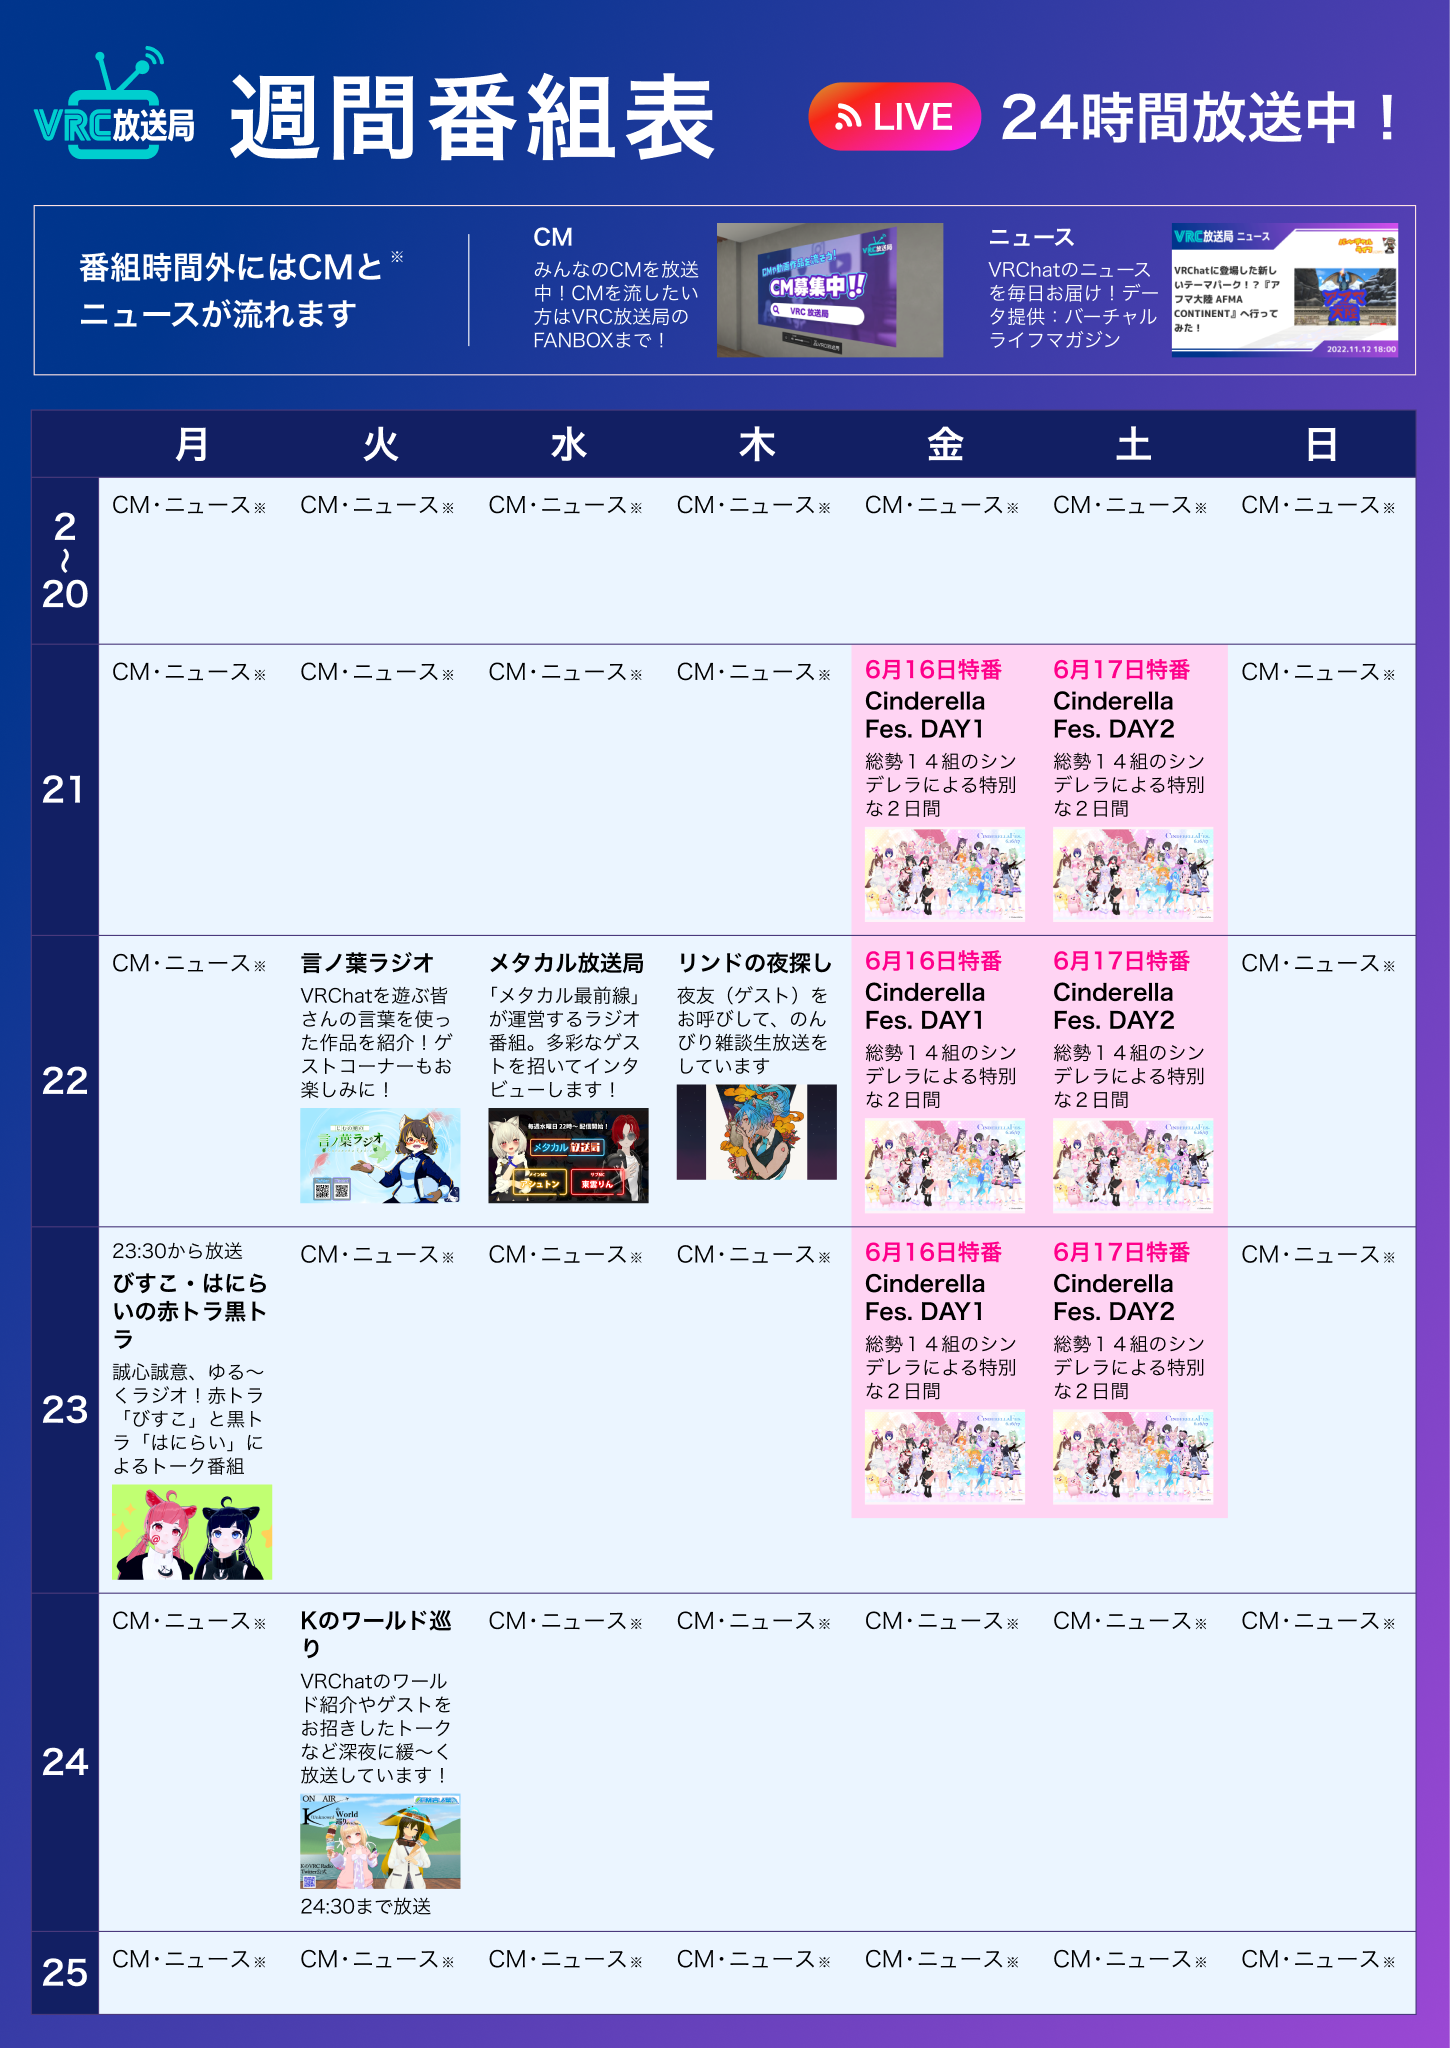 VRC放送局
週間番組表
LIVE
24時間放送中！
番組時間外にはCMと※
ニュースが流れます
CM
みんなのCMを放送
中！CMを流したい
方はVRC放送局の
FANBOXまで！
CMや動画作品を流そう！
CM募集中!!
VRC 放送局
VRC放送局
ニュース
VRChatのニュース
を毎日お届け！デー
タ提供：バーチャル
ライフマガジン
VRC放送局 ニュース
VRChatに登場した新し
いテーマパーク！？『ア
フマ大陸 AFMA
CONTINENT』へ行って
みた！
2022.11.12 18:00
月 火 水 木 金 土 日
2
〜
20
CM・ニュース※ CM・ニュース※ CM・ニュース※ CM・ニュース※ CM・ニュース※ CM・ニュース※ CM・ニュース※
21
CM・ニュース※ CM・ニュース※ CM・ニュース※ CM・ニュース※
6月16日特番
Cinderella
Fes. DAY1
総勢１４組のシン
デレラによる特別
な２日間
6月17日特番
Cinderella
Fes. DAY2
総勢１４組のシン
デレラによる特別
な２日間
CM・ニュース※
22
CM・ニュース※
言ノ葉ラジオ
VRChatを遊ぶ皆
さんの言葉を使っ
た作品を紹介！ゲ
ストコーナーもお
楽しみに！
言ノ葉ラジオ
メタカル放送局
「メタカル最前線」
が運営するラジオ
番組。多彩なゲス
トを招いてインタ
ビューします！
毎週水曜日 22時〜 配信開始！
メタカル放送局
東雲りん
リンドの夜探し
夜友（ゲスト）を
お呼びして、のん
びり雑談生放送を
しています
6月16日特番
Cinderella
Fes. DAY1
総勢１４組のシン
デレラによる特別
な２日間
6月17日特番
Cinderella
Fes. DAY2
総勢１４組のシン
デレラによる特別
な２日間
CM・ニュース※
23
23:30から放送
びすこ・はにら
いの赤トラ黒ト
ラ
誠心誠意、ゆる〜
くラジオ！赤トラ
「びすこ」と黒ト
ラ「はにらい」に
よるトーク番組
CM・ニュース※ CM・ニュース※ CM・ニュース※
6月16日特番
Cinderella
Fes. DAY1
総勢１４組のシン
デレラによる特別
な２日間
6月17日特番
Cinderella
Fes. DAY2
総勢１４組のシン
デレラによる特別
な２日間
CM・ニュース※
24
CM・ニュース※
Kのワールド巡
り
VRChatのワール
ド紹介やゲストを
お招きしたトーク
など深夜に緩〜く
放送しています！
ON AIR
World
24:30まで放送
CM・ニュース※ CM・ニュース※ CM・ニュース※ CM・ニュース※ CM・ニュース※
25
CM・ニュース※ CM・ニュース※ CM・ニュース※ CM・ニュース※ CM・ニュース※ CM・ニュース※ CM・ニュース※